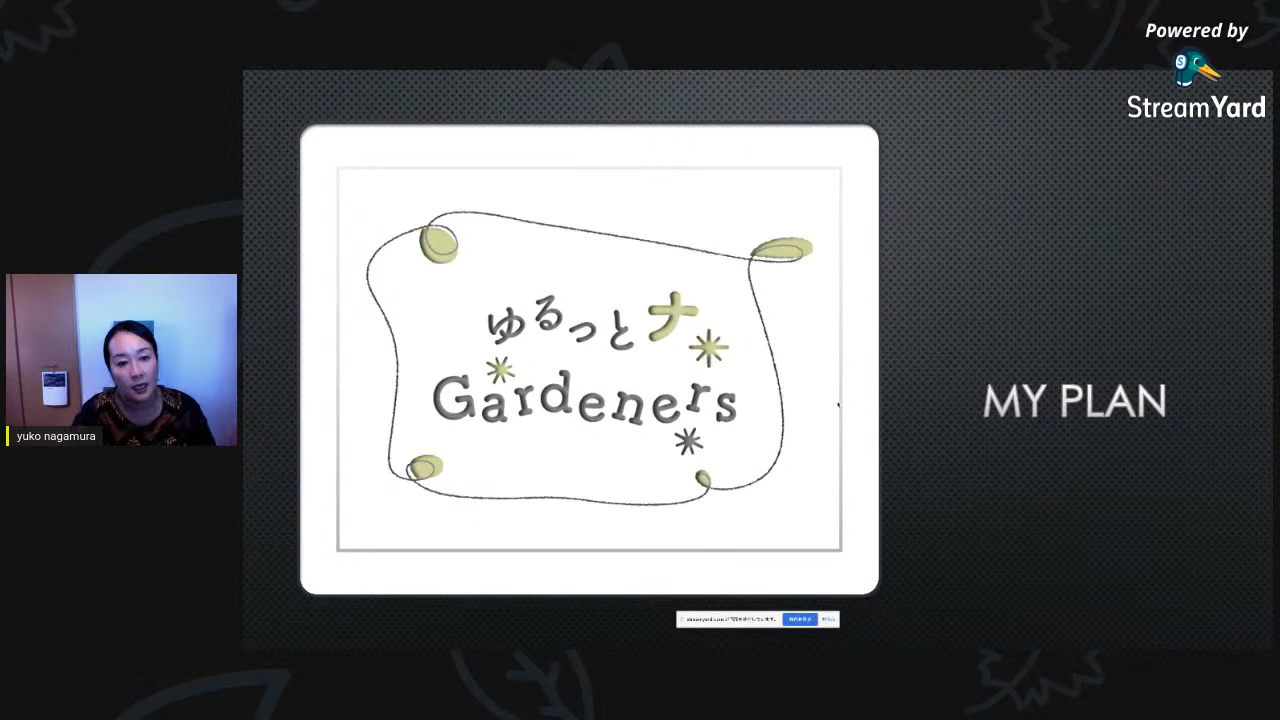 Powered by
StreamYard
ゆるっとナ
Gardeners
MY PLAN
yuko nagamura